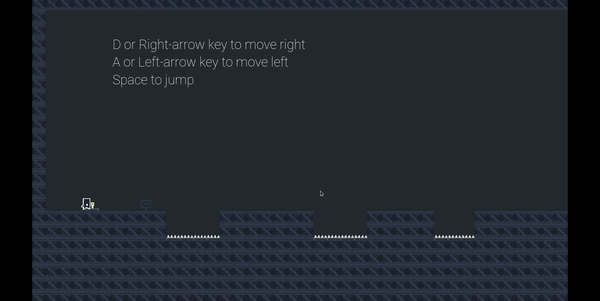 D or Right-arrow key to move right
A or Left-arrow key to move left
Space to jump